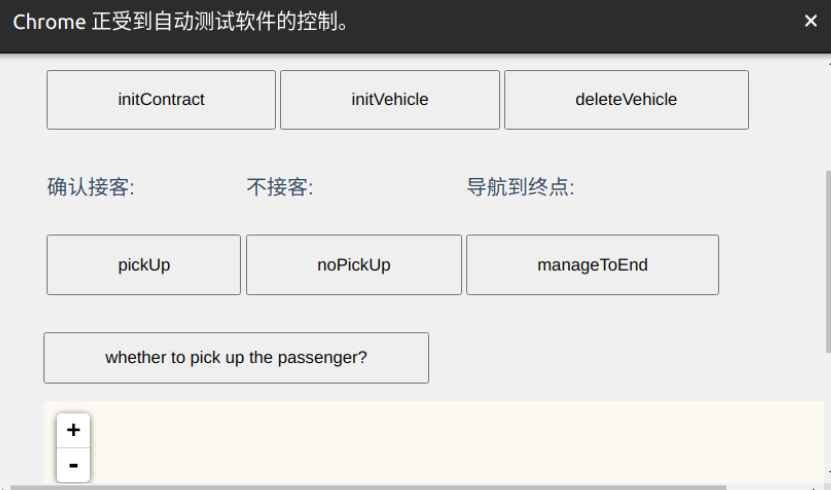 Chrome 正受到自动测试软件的控制。 ×
initContract initVehicle deleteVehicle
确认接客: 不接客: 导航到终点:
pickUp noPickUp manageToEnd
whether to pick up the passenger?
+
-